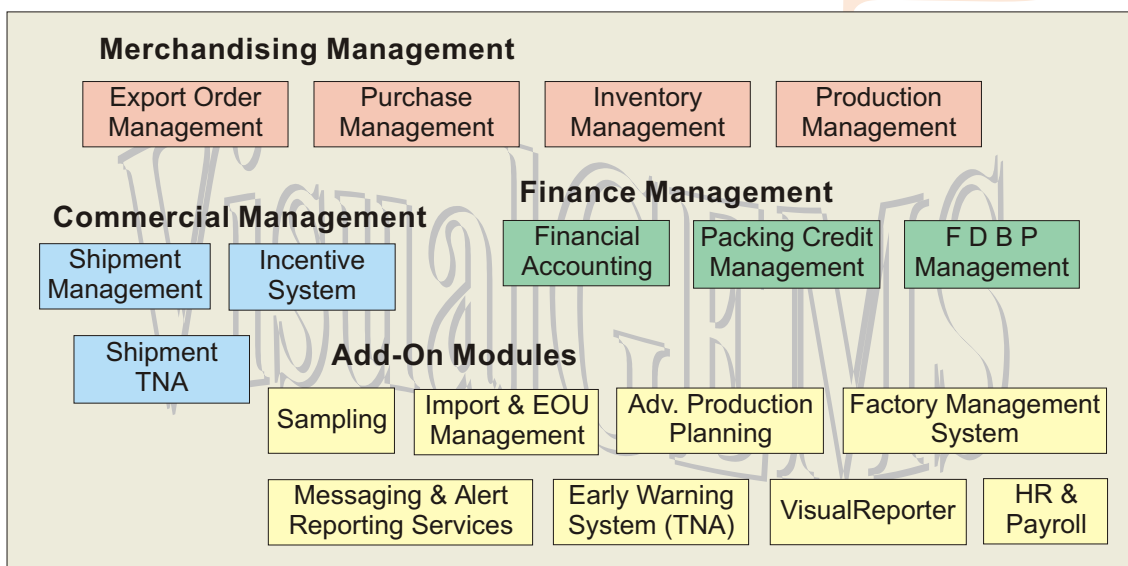 Merchandising Management
Export Order
Management
Purchase
Management
Inventory
Management
Production
Management
Commercial Management
Shipment
Management
Incentive
System
Shipment
TNA
Finance Management
Financial
Accounting
Packing Credit
Management
F D B P
Management
Add-On Modules
Sampling
Import & EOU
Management
Adv. Production
Planning
Factory Management
System
Messaging & Alert
Reporting Services
Early Warning
System (TNA)
VisualReporter
HR &
Payroll
VisualGEMS